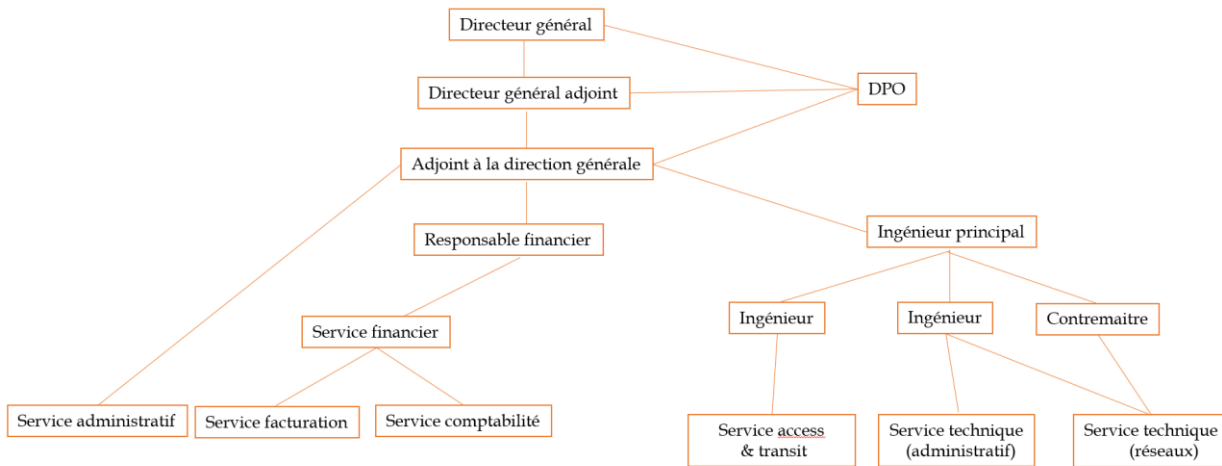 Directeur général
Directeur général adjoint
DPO
Adjoint à la direction générale
Responsable financier
Ingénieur principal
Ingénieur
Ingénieur
Contremaitre
Service financier
Service administratif
Service facturation
Service comptabilité
Service access
& transit
Service technique
(administratif)
Service technique
(réseaux)